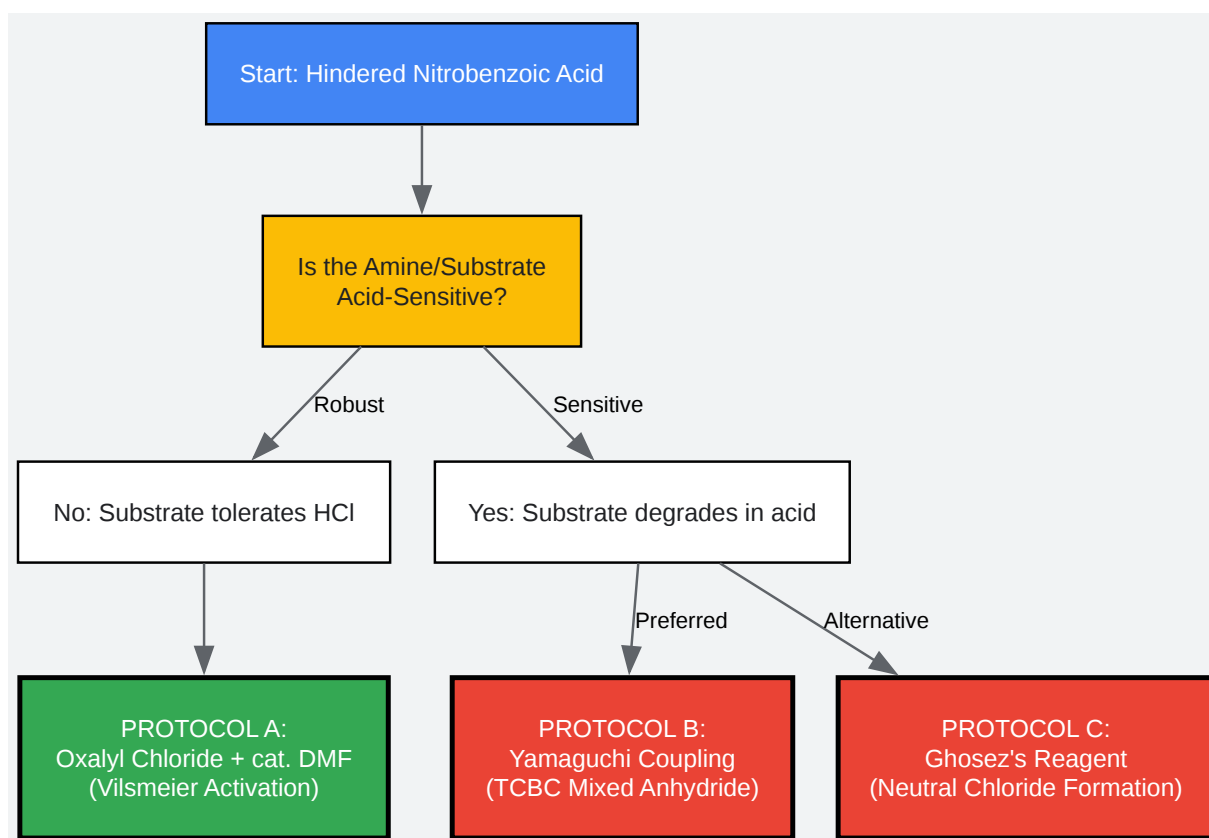 Start: Hindered Nitrobenzoic Acid
Is the Amine/Substrate
Acid-Sensitive?
Robust
Sensitive
No: Substrate tolerates HCl
Yes: Substrate degrades in acid
Preferred
Alternative
PROTOCOL A:
Oxalyl Chloride + cat. DMF
(Vilsmeier Activation)
PROTOCOL B:
Yamaguchi Coupling
(TCBC Mixed Anhydride)
PROTOCOL C:
Ghosez's Reagent
(Neutral Chloride Formation)